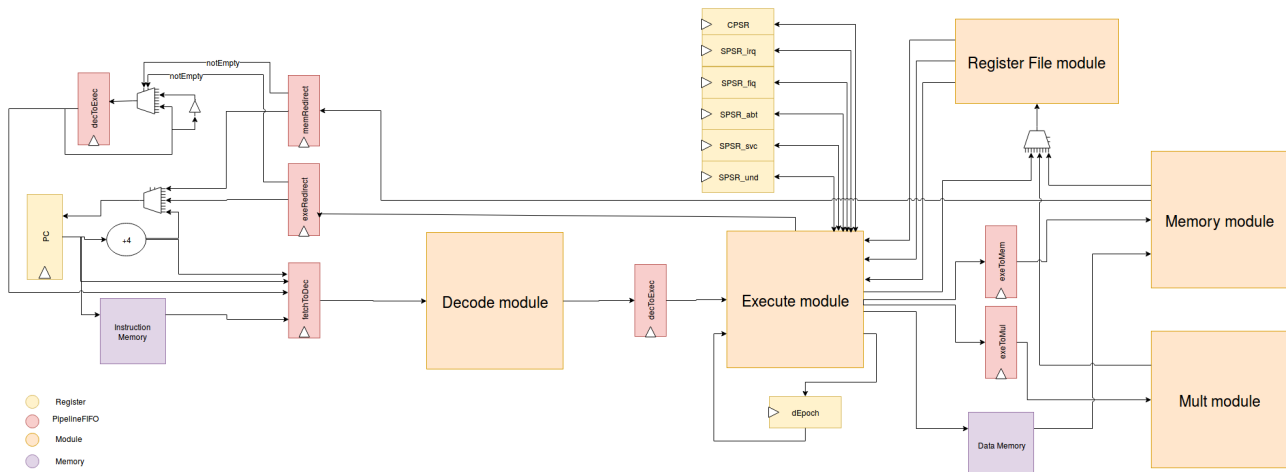 CPSR
SPSR_irq
SPSR_fiq
SPSR_abt
SPSR_svc
SPSR_und
Register File module
notEmpty
notEmpty
decToExec
memRedirect
exeRedirect
PC
+4
fetchToDec
Instruction
Memory
Decode module
decToExec
Execute module
exeToMem
exeToMul
Memory module
Mult module
dEpoch
Data Memory
Register
PipelineFIFO
Module
Memory